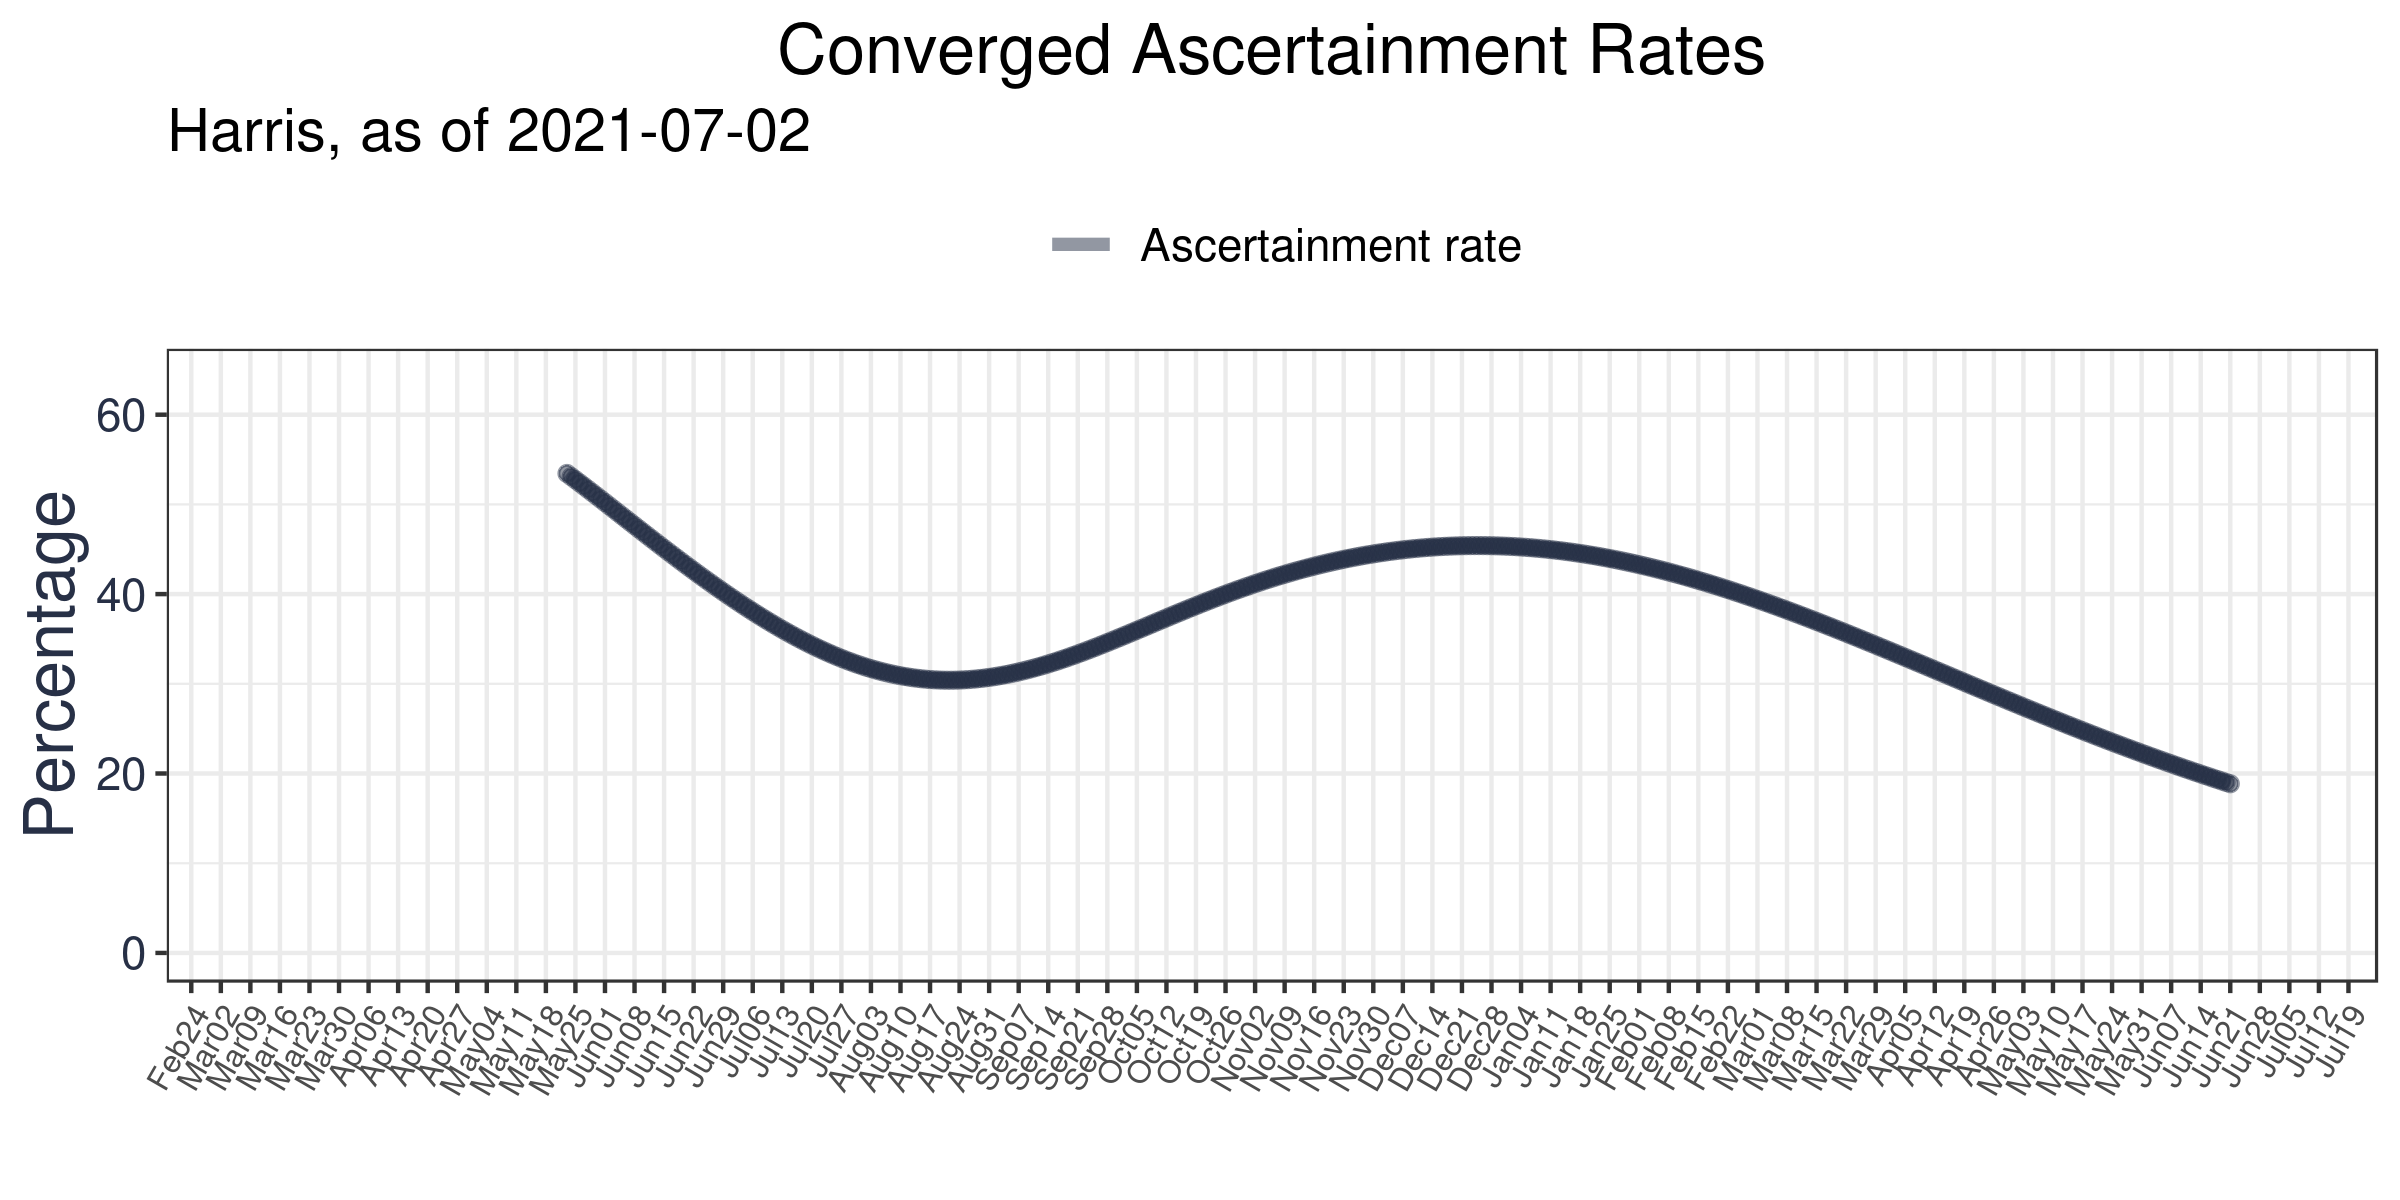 Converged Ascertainment Rates
Harris, as of 2021-07-02
Ascertainment rate
Percentage
60
40
20
0
Feb24
Mar02
Mar09
Mar16
Mar23
Mar30
Apr06
Apr13
Apr20
Apr27
May04
May11
May18
May25
Jun01
Jun08
Jun15
Jun22
Jun29
Jul06
Jul13
Jul20
Jul27
Aug03
Aug10
Aug17
Aug24
Aug31
Sep07
Sep14
Sep21
Sep28
Oct05
Oct12
Oct19
Oct26
Nov02
Nov09
Nov16
Nov23
Nov30
Dec07
Dec14
Dec21
Dec28
Jan04
Jan11
Jan18
Jan25
Feb01
Feb08
Feb15
Feb22
Mar01
Mar08
Mar15
Mar22
Mar29
Apr05
Apr12
Apr19
Apr26
May03
May10
May17
May24
May31
Jun07
Jun14
Jun21
Jun28
Jul05
Jul12
Jul19